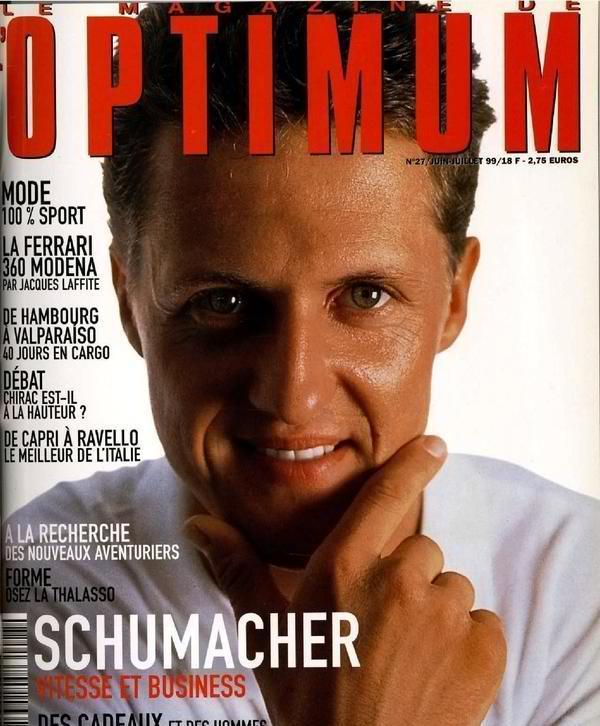 LE MAGAZINE DE
OPTIMUM
N°27/JUIN-JUILLET 99/18 F - 2,75 EUROS
MODE
100 % SPORT
LA FERRARI
360 MODENA
PAR JACQUES LAFFITE
DE HAMBOURG
À VALPARAÍSO
40 JOURS EN CARGO
DÉBAT
CHIRAC EST-IL
À LA HAUTEUR ?
DE CAPRI À RAVELLO
LE MEILLEUR DE L'ITALIE
A LA RECHERCHE
DES NOUVEAUX AVENTURIERS
FORME
OSEZ LA THALASSO
SCHUMACHER
VITESSE ET BUSINESS
DES CADEAUX ET DES HOMMES